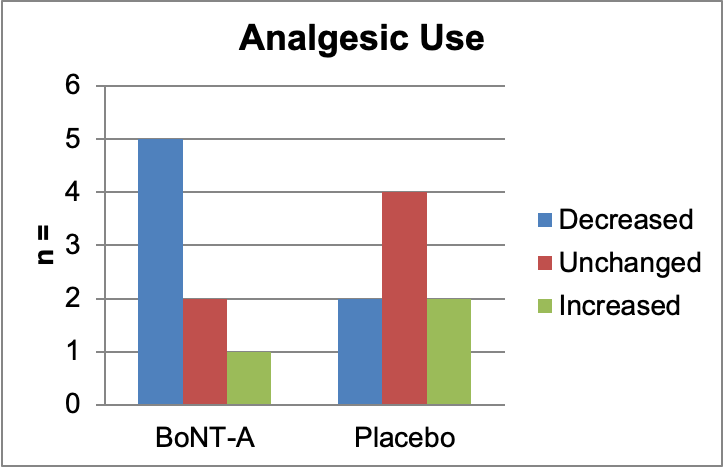 Analgesic Use
6
5
4
3
2
1
0
n =
BoNT-A
Placebo
Decreased
Unchanged
Increased